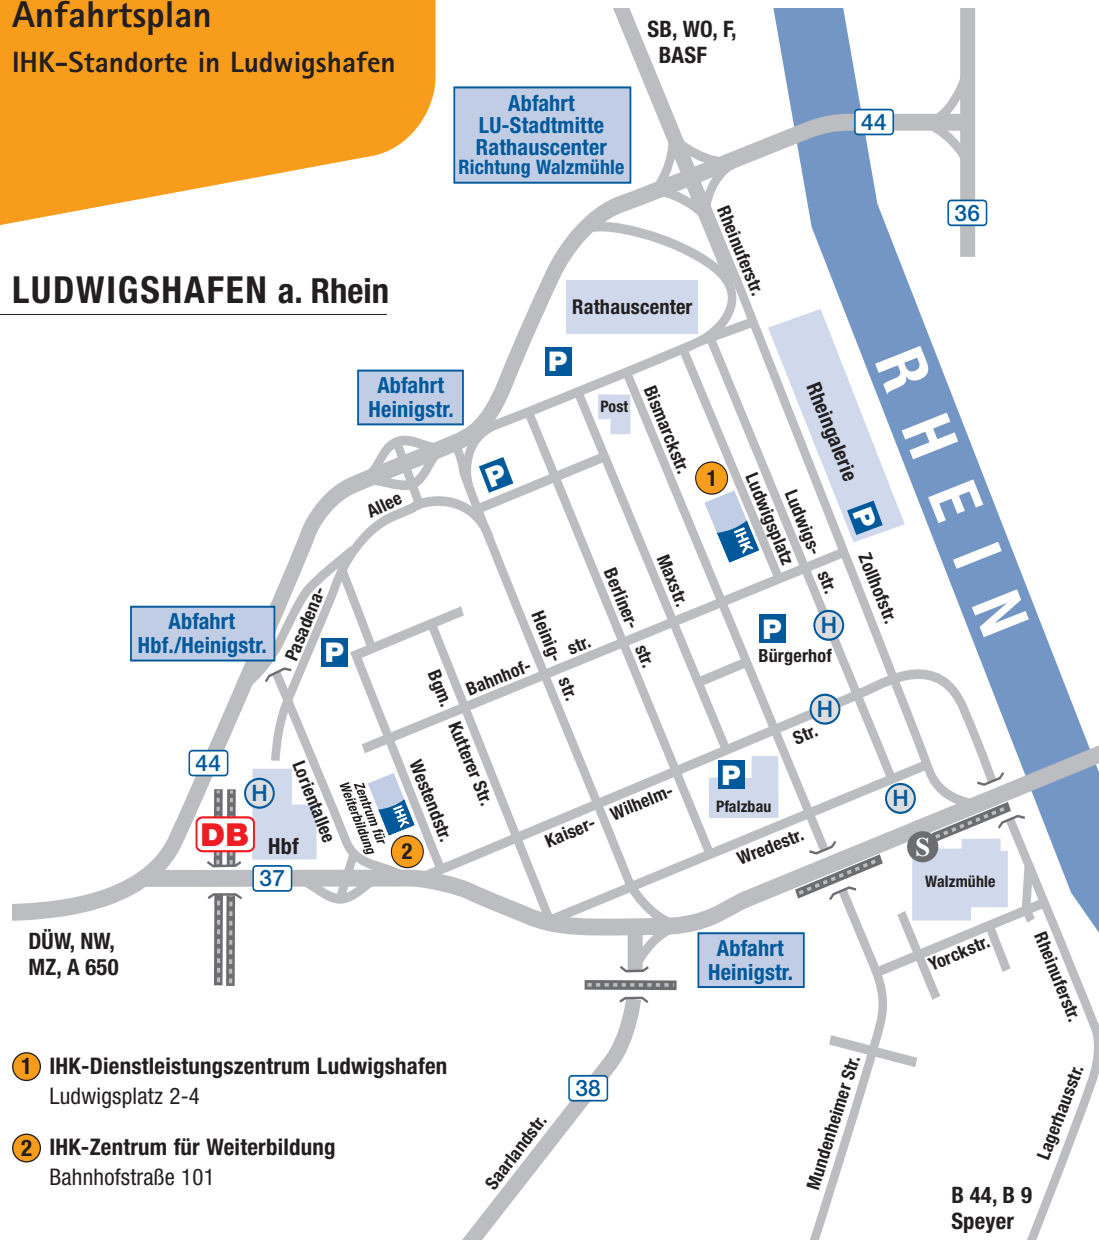 Anfahrtsplan
IHK-Standorte in Ludwigshafen
SB, WO, F,
BASF
Abfahrt
LU-Stadtmitte
Rathauscenter
Richtung Walzmühle
44
36
LUDWIGSHAFEN a. Rhein
Rheinuferstr.
Rathauscenter
P
RHEIN
Abfahrt
Heinigstr.
Post
Bismarckstr.
Rheingalerie
P
1
Allee
Ludwigsplatz
Ludwigs-
str.
P
IHK
Zollhofstr.
Maxstr.
Berliner-
str.
Heinig-
str.
Abfahrt
Hbf./Heinigstr.
Pasadena-
P
P
H
Bürgerhof
Bahnhof-
str.
Bgm.
Kutterer Str.
H
44
H
DB
Hbf
Lorientallee
Zentrum für
Weiterbildung
IHK
2
Westendstr.
Kaiser-
Wilhelm-
Str.
P
Pfalzbau
H
Wredestr.
S
Walzmühle
37
DÜW, NW,
MZ, A 650
Abfahrt
Heinigstr.
Yorckstr.
Rheinuferstr.
1 IHK-Dienstleistungszentrum Ludwigshafen
Ludwigsplatz 2-4
38
2 IHK-Zentrum für Weiterbildung
Bahnhofstraße 101
Saarlandstr.
Mundenheimer Str.
Lagerhausstr.
B 44, B 9
Speyer